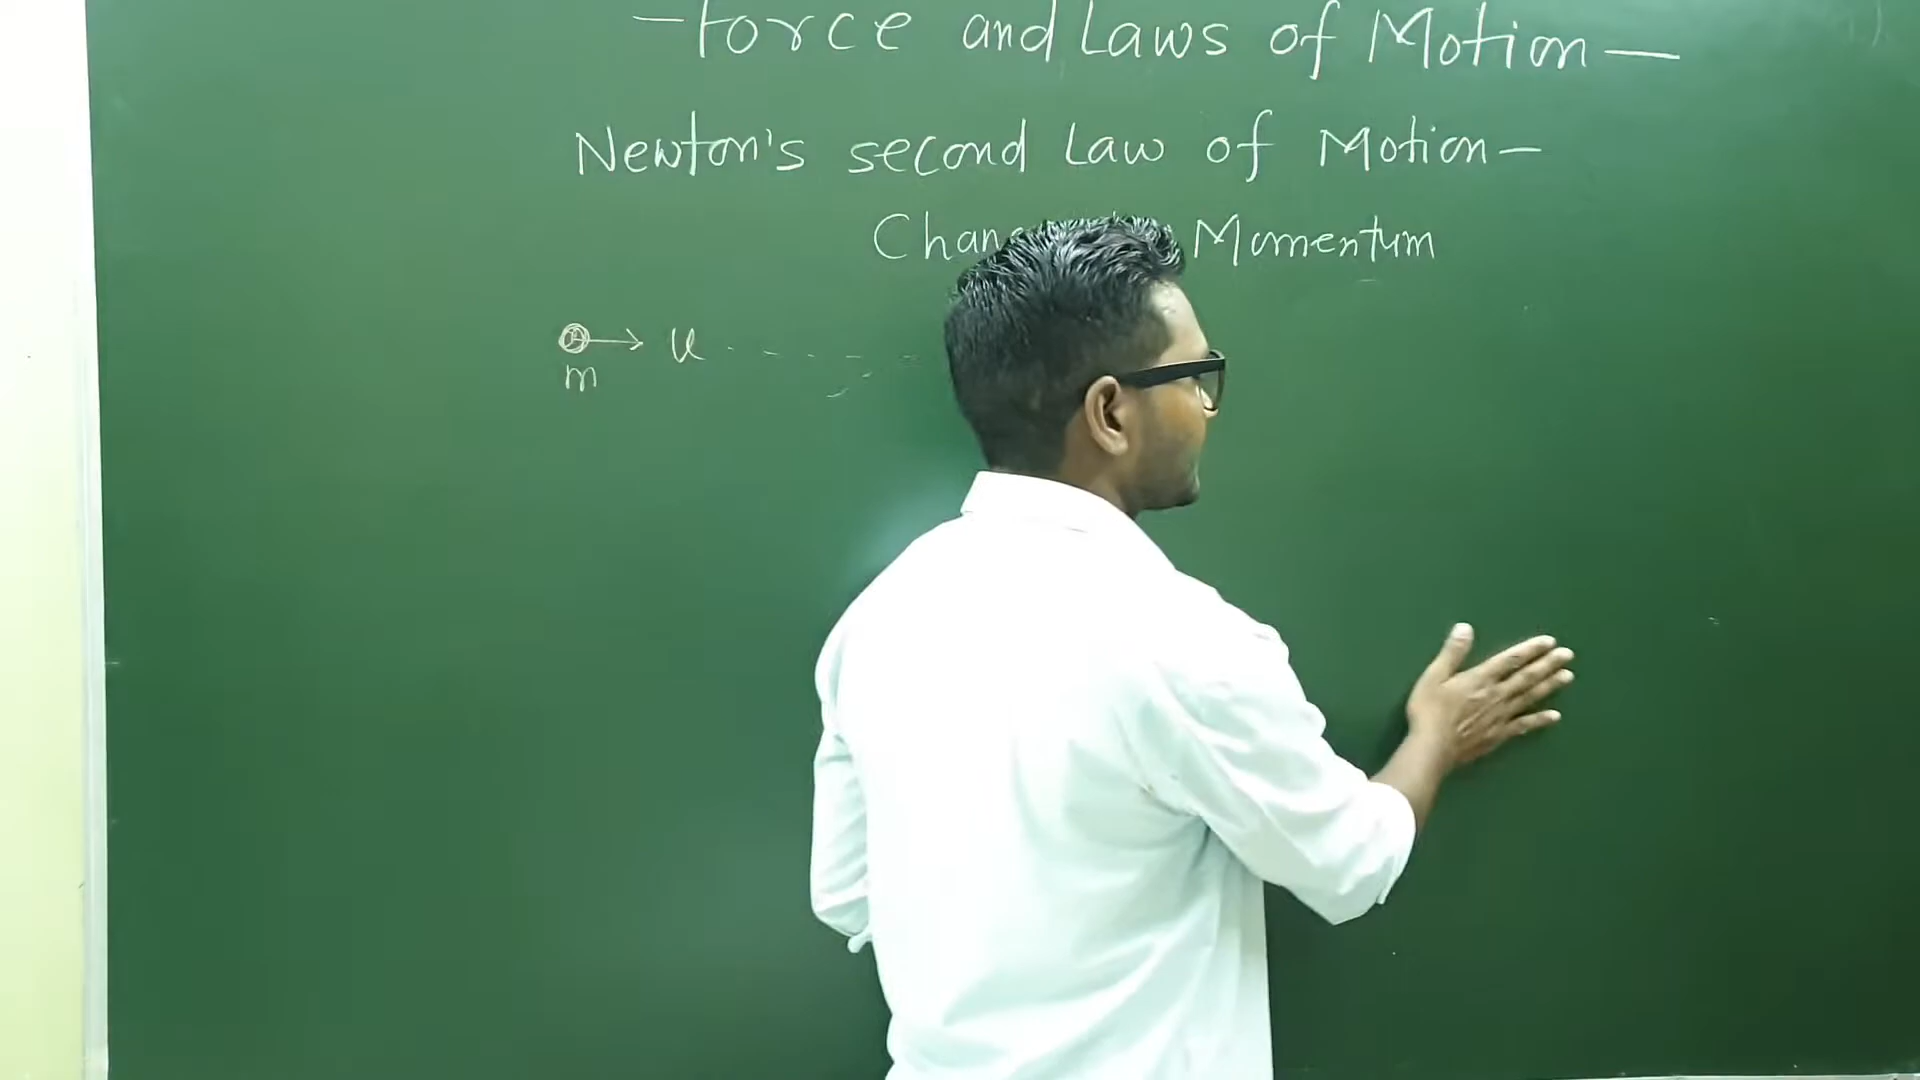 - Force and Laws of Motion -
Newton's second Law of Motion -
Momentum
u
m